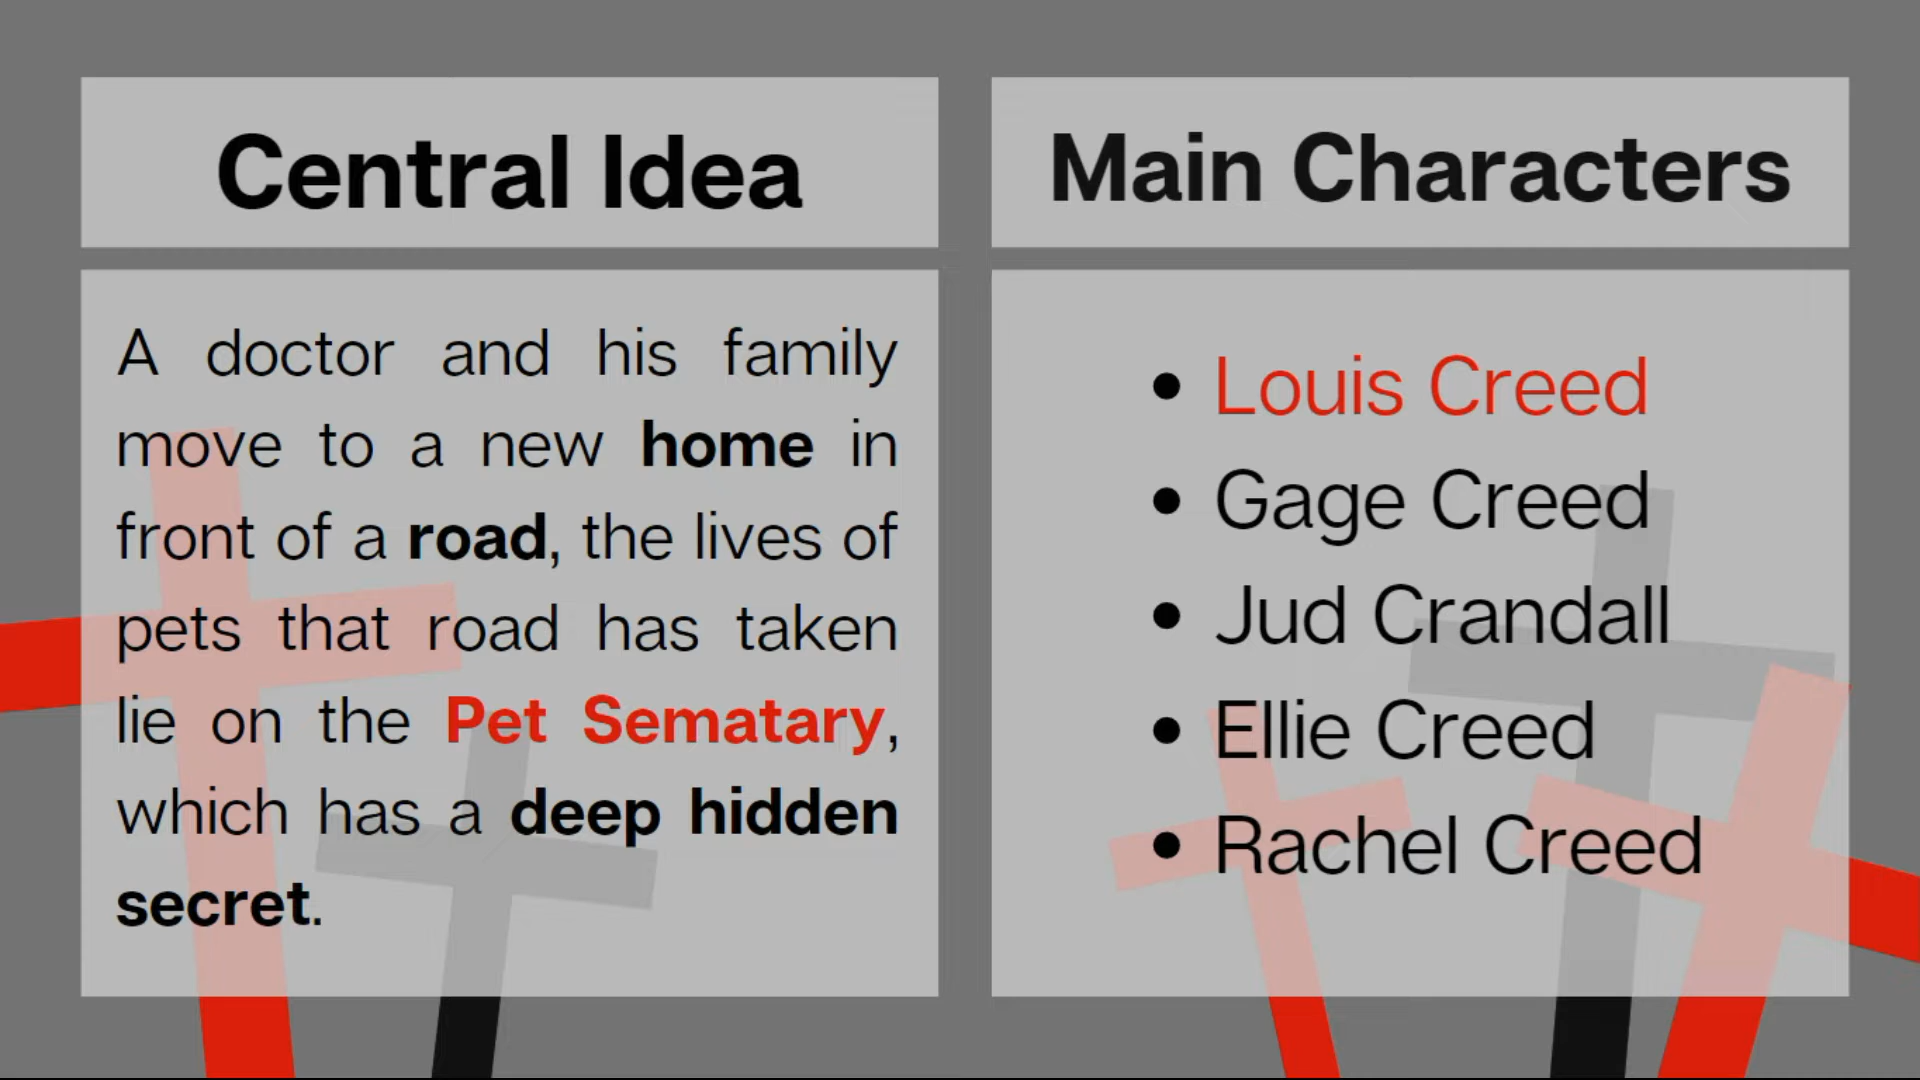 Central Idea
A doctor and his family
move to a new home in
front of a road, the lives of
pets that road has taken
lie on the Pet Sematary,
which has a deep hidden
secret.
Main Characters
• Louis Creed
• Gage Creed
• Jud Crandall
• Ellie Creed
• Rachel Creed